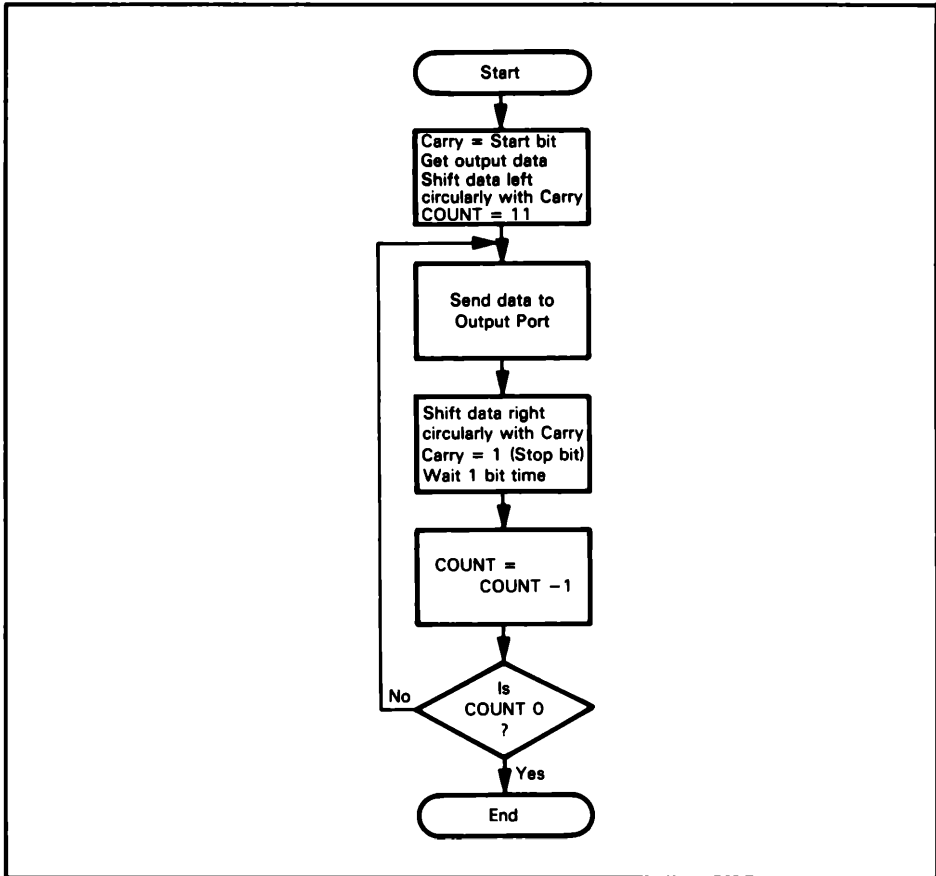 Start
Carry = Start bit
Get output data
Shift data left
circularly with Carry
COUNT = 11
Send data to
Output Port
Shift data right
circularly with Carry
Carry = 1 (Stop bit)
Wait 1 bit time
COUNT =
COUNT −1
Is
COUNT 0
?
No
Yes
End